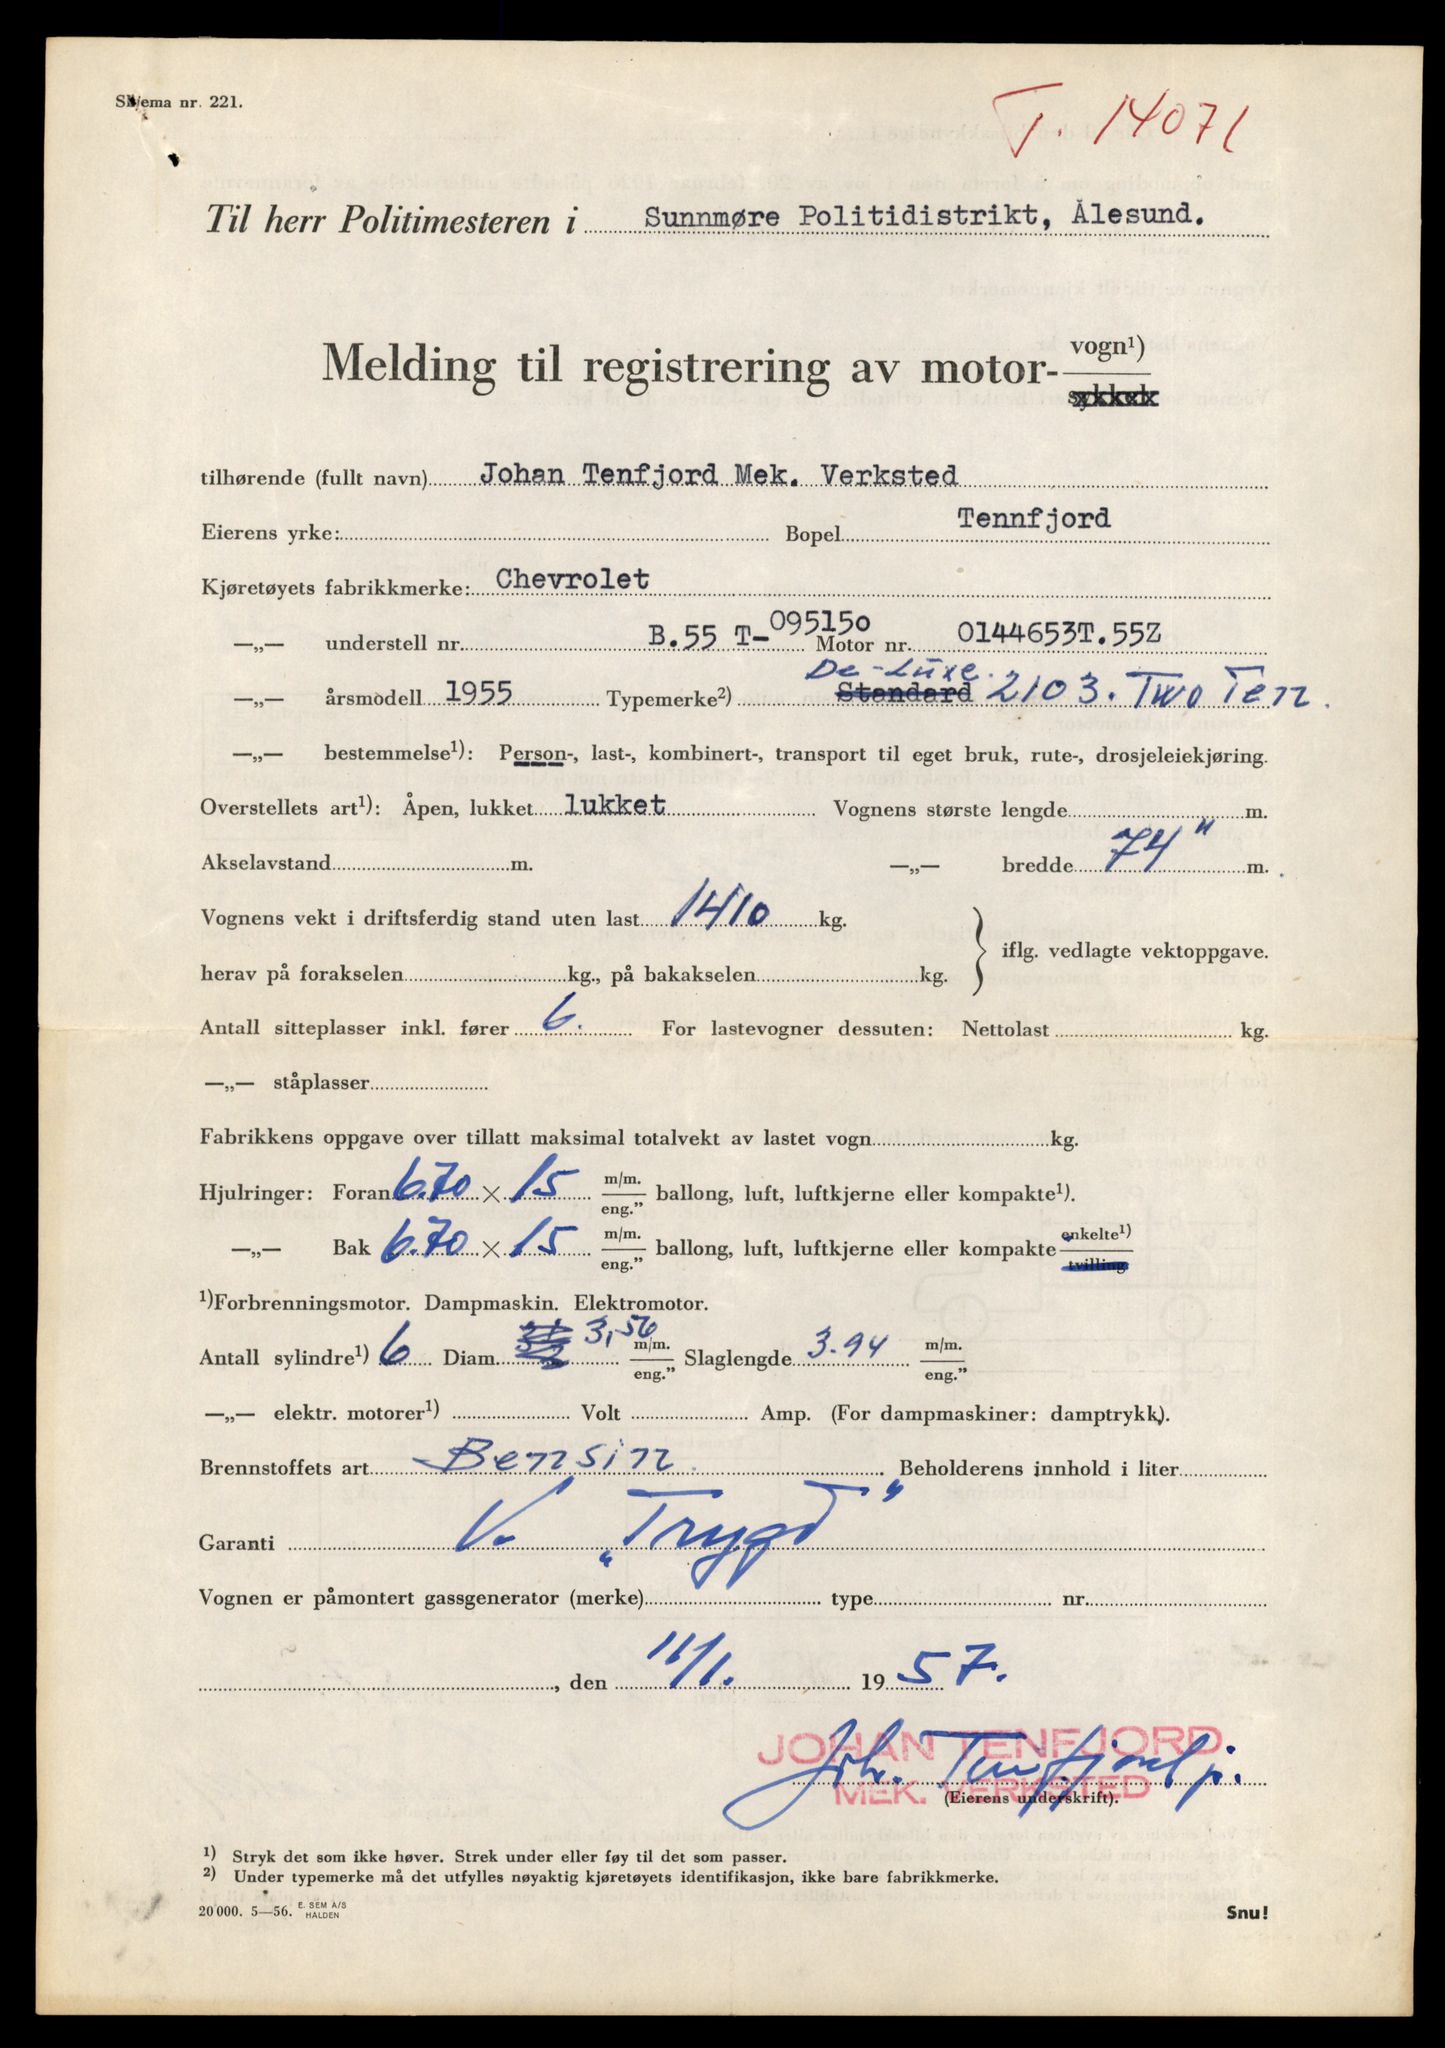 Skjema nr. 221.
T. 14071
Til herr Politimesteren i Sunnmøre Politidistrikt, Ålesund.
Melding til registrering av motor- vogn¹)
sykkel
tilhørende (fullt navn) Johan Tenfjord Mek. Verksted
Eierens yrke: Bopel Tennfjord
Kjøretøyets fabrikkmerke: Chevrolet
—„— understell nr. B.55 T-095150 Motor nr. 0144653T.55Z
—„— årsmodell 1955 Typemerke²) Standard De-Luxe. 2103. Two Ten.
—„— bestemmelse¹): Person-, last-, kombinert-, transport til eget bruk, rute-, drosjeleiekjøring.
Overstellets art¹): Åpen, lukket lukket Vognens største lengde m.
Akselavstand m. —„— bredde 74" m.
Vognens vekt i driftsferdig stand uten last 1410 kg.
herav på forakselen kg., på bakakselen kg. } iflg. vedlagte vektoppgave.
Antall sitteplasser inkl. fører 6. For lastevogner dessuten: Nettolast kg.
—„— ståplasser
Fabrikkens oppgave over tillatt maksimal totalvekt av lastet vogn kg.
Hjulringer: Foran 6.70 × 15 m/m. eng.” ballong, luft, luftkjerne eller kompakte¹).
—„— Bak 6.70 × 15 m/m. eng.” ballong, luft, luftkjerne eller kompakte enkelte¹) tvilling
¹)Forbrenningsmotor. Dampmaskin. Elektromotor.
Antall sylindre¹) 6 Diam. 3,56 m/m. eng.” Slaglengde 3.94 m/m. eng.”
—„— elektr. motorer¹) Volt Amp. (For dampmaskiner: damptrykk).
Brennstoffets art Bensin. Beholderens innhold i liter
Garanti V. „Trygd”
Vognen er påmontert gassgenerator (merke) type nr.
, den 11/1. 1957.
JOHAN TENFJORD
MEK. VERKSTED
Joh. Tenfjord jr.
(Eierens underskrift).
¹) Stryk det som ikke høver. Strek under eller føy til det som passer.
²) Under typemerke må det utfylles nøyaktig kjøretøyets identifikasjon, ikke bare fabrikkmerke.
20 000. 5—56. E. SEM A/S HALDEN
Snu!